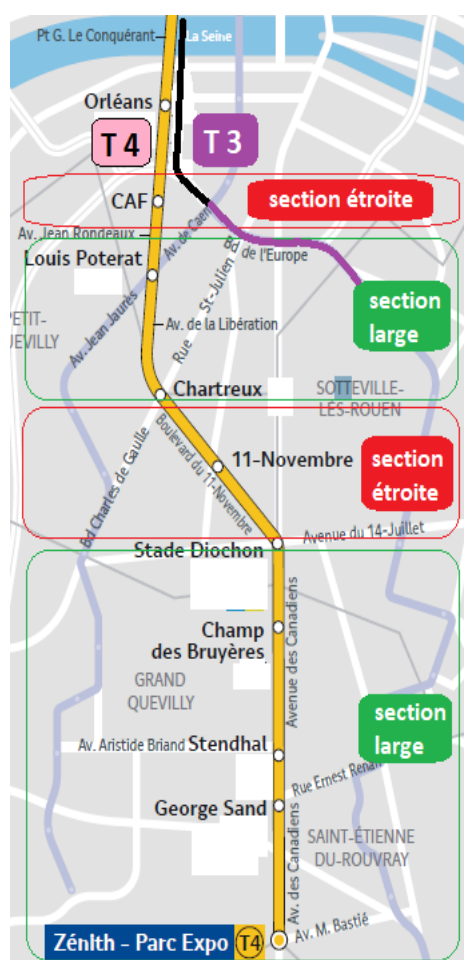 Pt G. Le Conquérant
La Seine
Orléans
T 4
T 3
CAF
section étroite
Av. Jean Rondeaux
Av. de Caen
Bd de l'Europe
Louis Poterat
section
large
Av. Jean Jaurès
Rue St-Julien
Av. de la Libération
PETIT-
UEVILLY
Chartreux
SOTTEVILLE-
LÈS-ROUEN
Bd Charles de Gaulle
Boulevard du 11-Novembre
11-Novembre
section
étroite
Avenue du 14-Juillet
Stade Diochon
Champ
des Bruyères
Avenue des Canadiens
GRAND
QUEVILLY
section
large
Av. Aristide Briand
Stendhal
Rue Ernest Renan
George Sand
Av. des Canadiens
SAINT-ÉTIENNE
DU-ROUVRAY
Av. M. Bastié
Zénith - Parc Expo T4